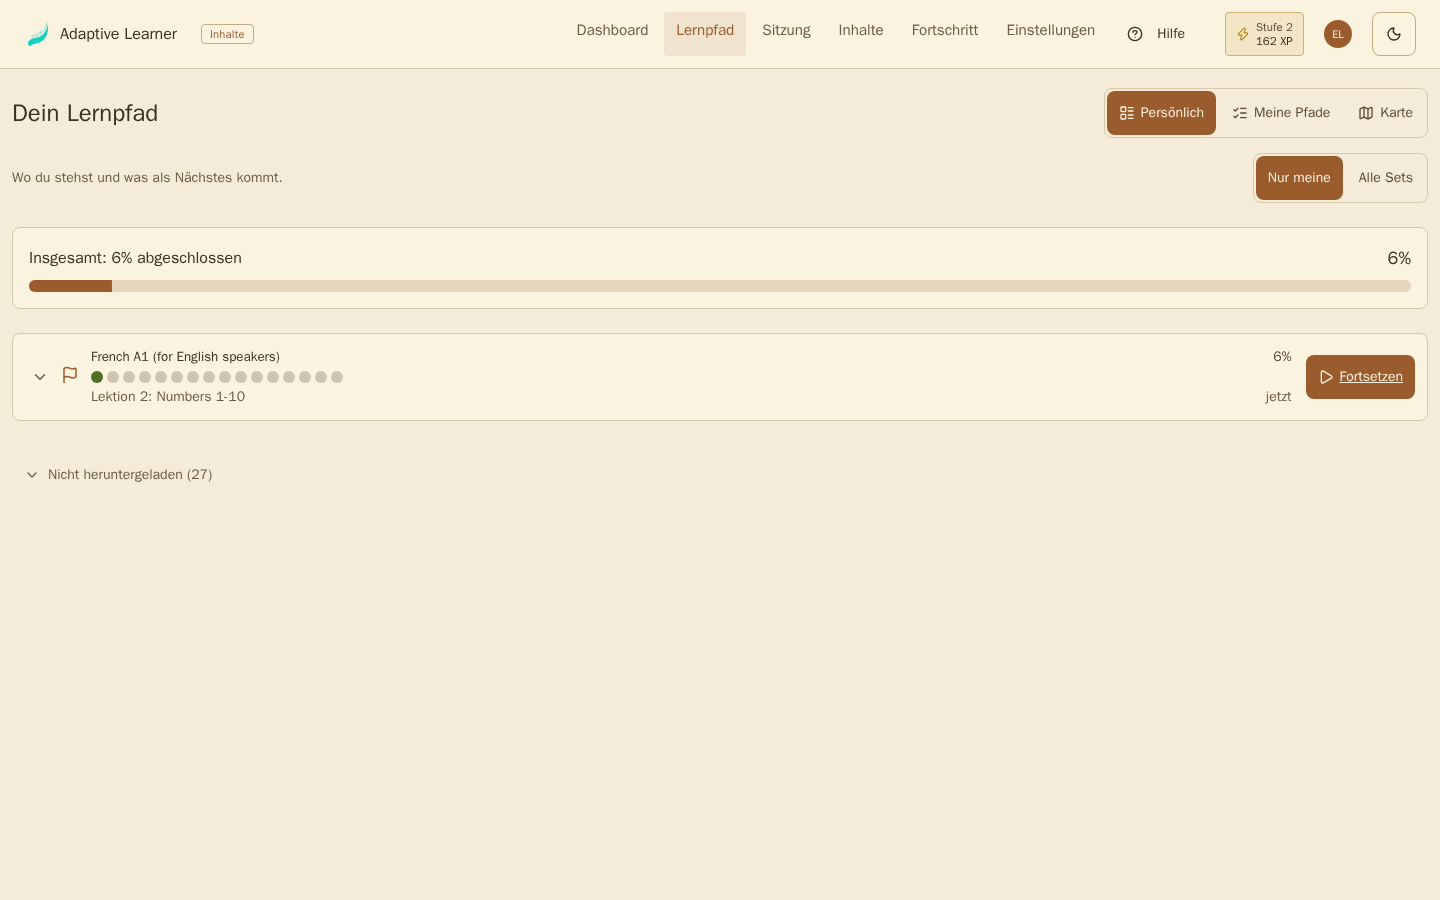 Adaptive Learner
Inhalte
Dashboard
Lernpfad
Sitzung
Inhalte
Fortschritt
Einstellungen
Hilfe
Stufe 2
162 XP
EL
Dein Lernpfad
Persönlich
Meine Pfade
Karte
Wo du stehst und was als Nächstes kommt.
Nur meine
Alle Sets
Insgesamt: 6% abgeschlossen
6%
French A1 (for English speakers)
6%
Lektion 2: Numbers 1-10
jetzt
Fortsetzen
Nicht heruntergeladen (27)